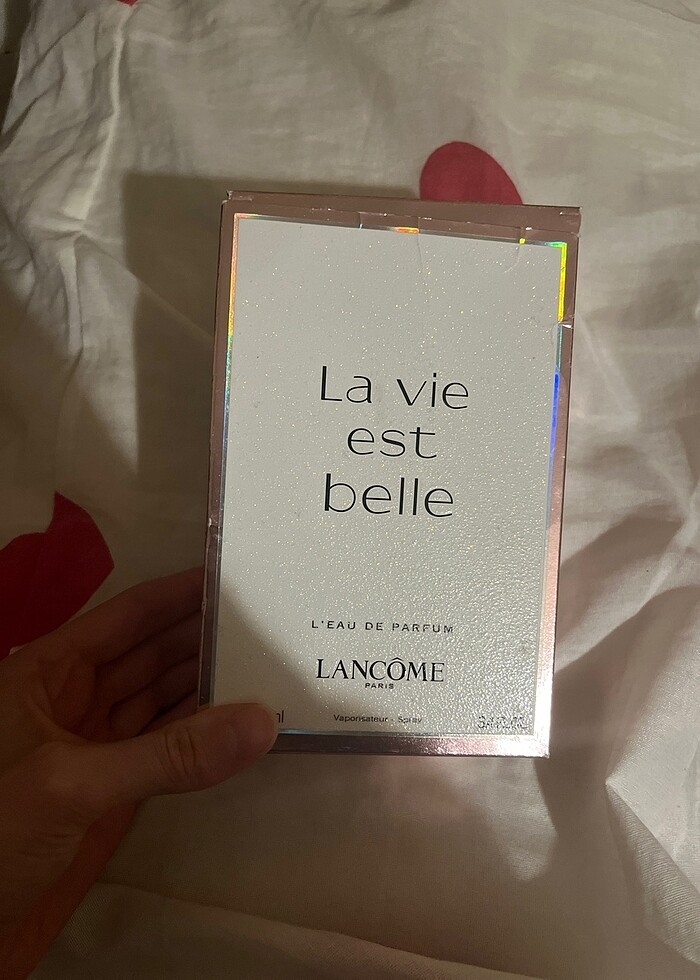 La vie
est
belle
L'EAU DE PARFUM
LANCÔME
PARIS
Vaporisateur - Spray